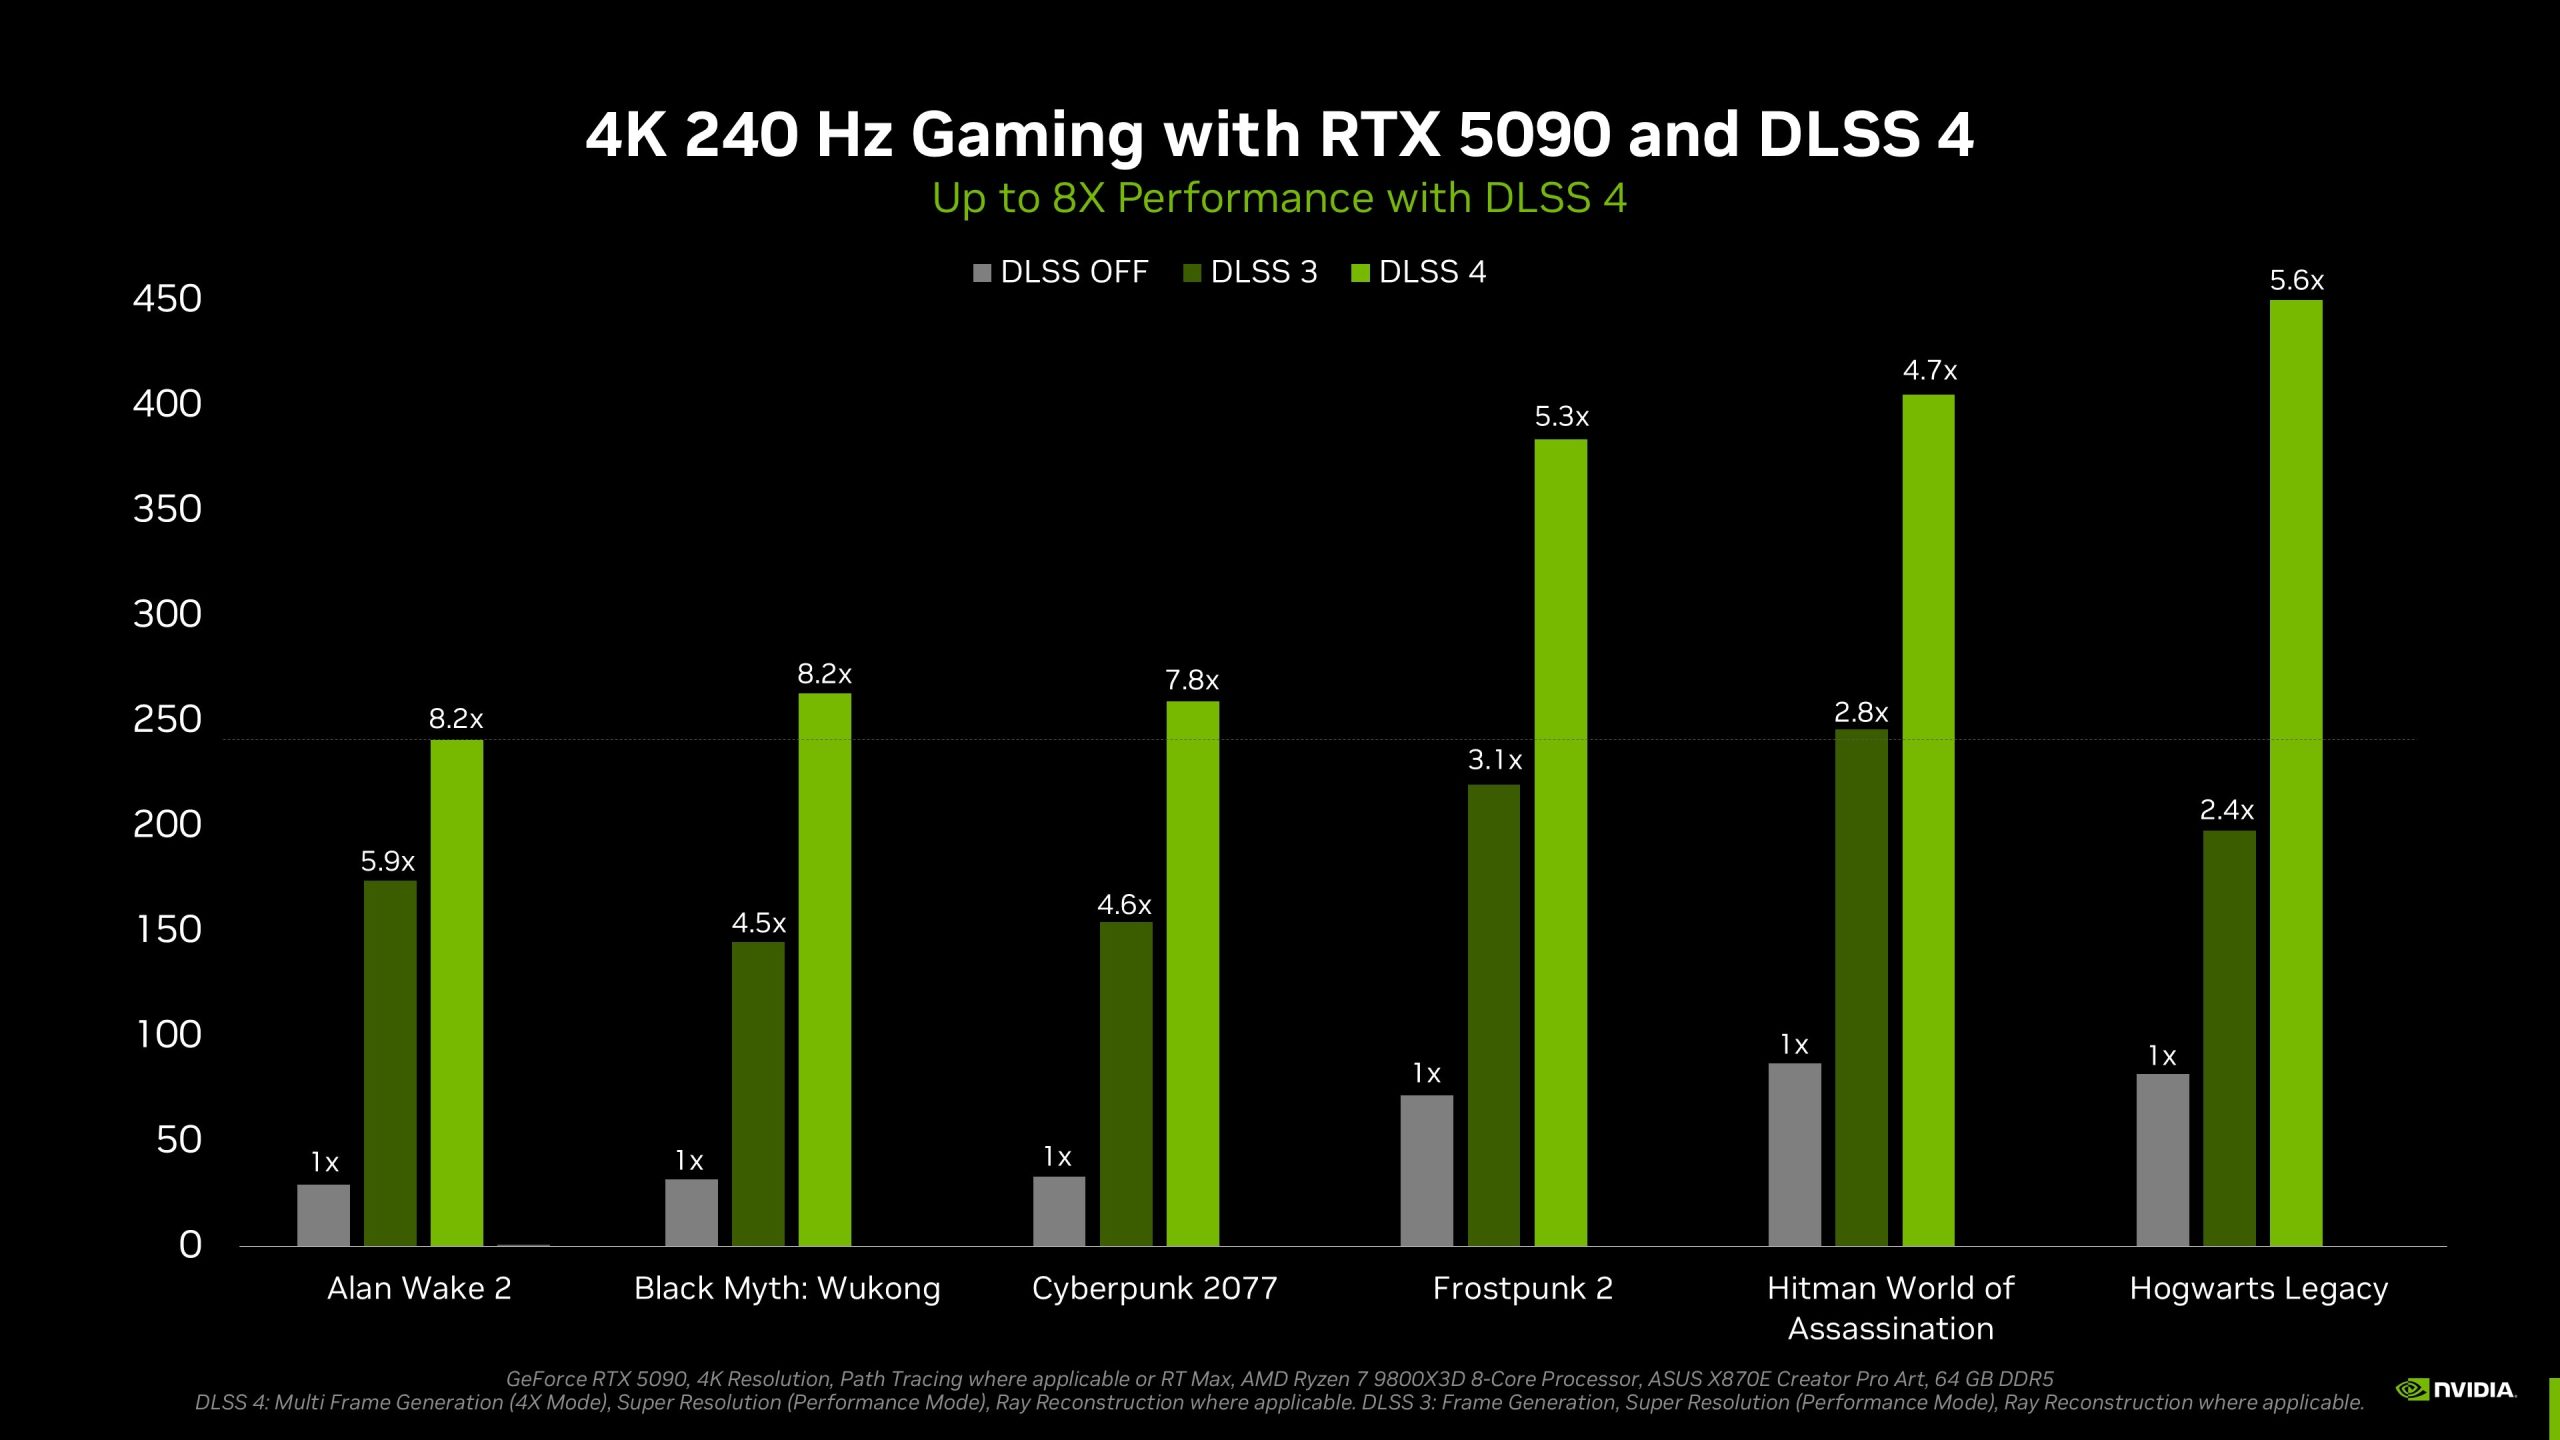 4K 240 Hz Gaming with RTX 5090 and DLSS 4
Up to 8X Performance with DLSS 4
DLSS OFF DLSS 3 DLSS 4
450
400
350
300
250
200
150
100
50
0
1x 5.9x 8.2x
1x 4.5x 8.2x
1x 4.6x 7.8x
1x 3.1x 5.3x
1x 2.8x 4.7x
1x 2.4x 5.6x
Alan Wake 2
Black Myth: Wukong
Cyberpunk 2077
Frostpunk 2
Hitman World of
Assassination
Hogwarts Legacy
GeForce RTX 5090, 4K Resolution, Path Tracing where applicable or RT Max, AMD Ryzen 7 9800X3D 8-Core Processor, ASUS X870E Creator Pro Art, 64 GB DDR5
DLSS 4: Multi Frame Generation (4X Mode), Super Resolution (Performance Mode), Ray Reconstruction where applicable. DLSS 3: Frame Generation, Super Resolution (Performance Mode), Ray Reconstruction where applicable.
NVIDIA